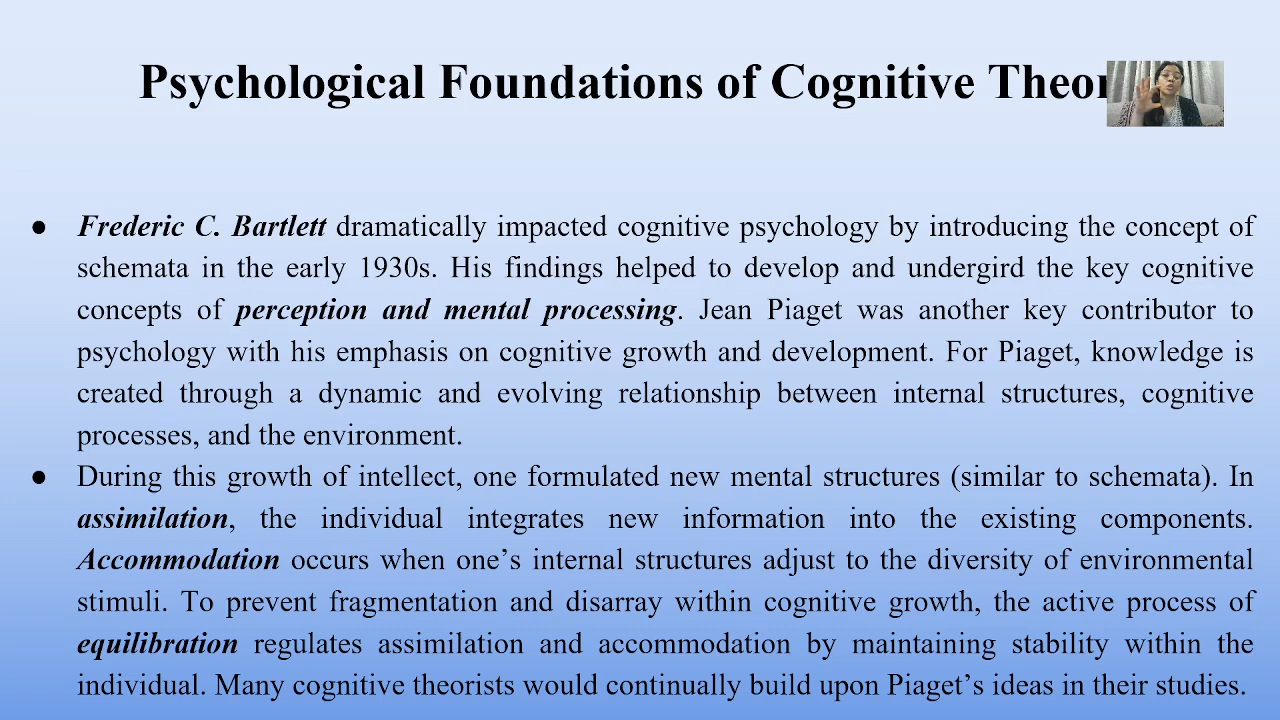 Psychological Foundations of Cognitive Theor
● Frederic C. Bartlett dramatically impacted cognitive psychology by introducing the concept of
schemata in the early 1930s. His findings helped to develop and undergird the key cognitive
concepts of perception and mental processing. Jean Piaget was another key contributor to
psychology with his emphasis on cognitive growth and development. For Piaget, knowledge is
created through a dynamic and evolving relationship between internal structures, cognitive
processes, and the environment.
● During this growth of intellect, one formulated new mental structures (similar to schemata). In
assimilation, the individual integrates new information into the existing components.
Accommodation occurs when one’s internal structures adjust to the diversity of environmental
stimuli. To prevent fragmentation and disarray within cognitive growth, the active process of
equilibration regulates assimilation and accommodation by maintaining stability within the
individual. Many cognitive theorists would continually build upon Piaget’s ideas in their studies.